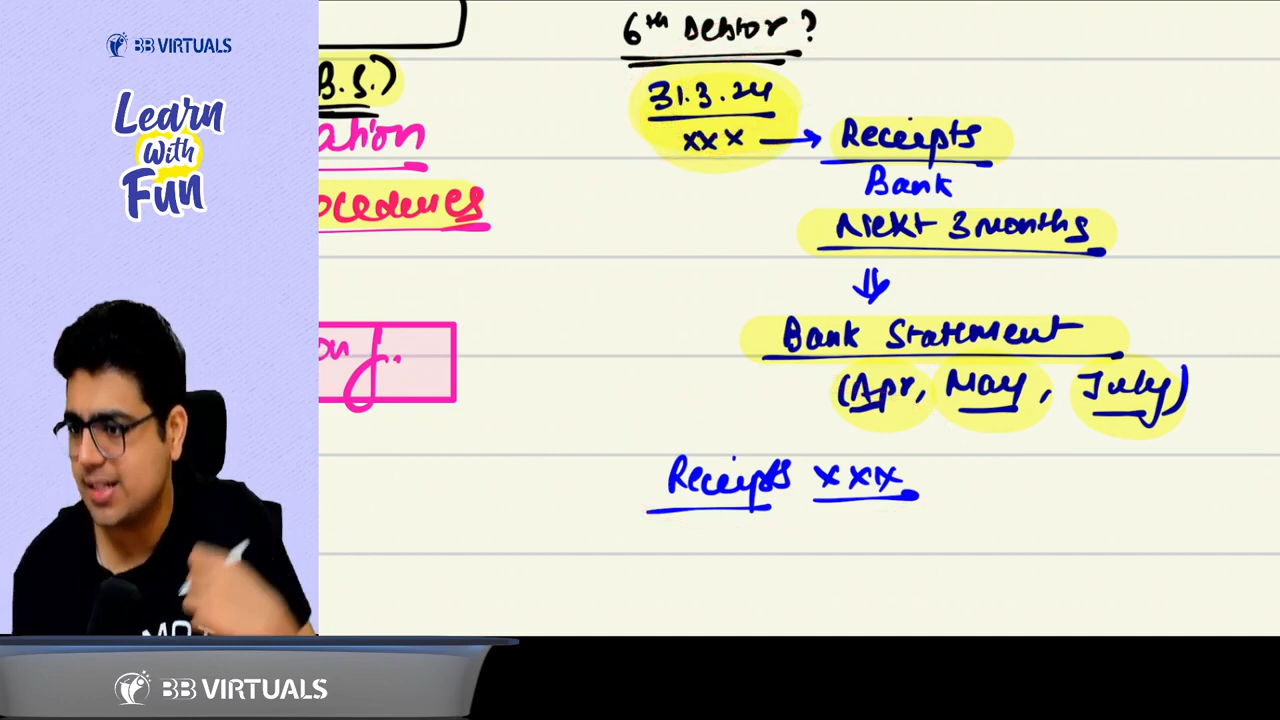 BB VIRTUALS
Learn
With
Fun
B.S.)
ation
ocedures
on
6th Debtor?
31.3.24
xxx → Receipts
Bank
Next 3 months
⇓
Bank Statement
(Apr, May, July)
Receipts xxx
BB VIRTUALS